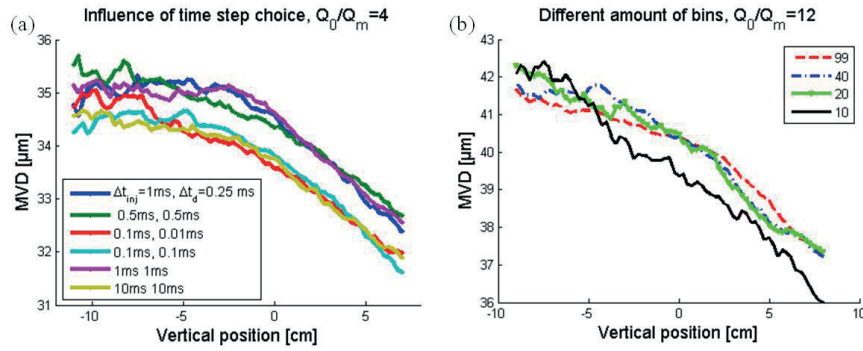 (a)
Influence of time step choice, Q0/Qm=4
MVD [µm]
36
35
34
33
32
31
Δtinj=1ms, Δtd=0.25 ms
0.5ms, 0.5ms
0.1ms, 0.01ms
0.1ms, 0.1ms
1ms 1ms
10ms 10ms
-10
-5
0
5
Vertical position [cm]
(b)
Different amount of bins, Q0/Qm=12
MVD [µm]
43
42
41
40
39
38
37
36
99
40
20
10
-10
-5
0
5
10
Vertical position [cm]